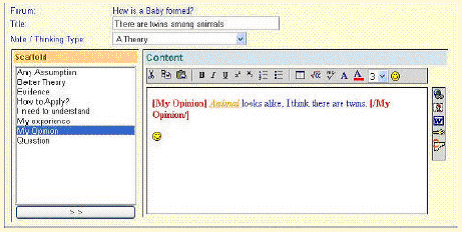 Forum: How is a Baby formed?
Title: There are twins among animals
Note / Thinking Type: A Theory
Scaffold
Content
Any Assumption
Better Theory
Evidence
How to Apply?
I need to understand
My experience
My Opinion
Question
> >
B I U
A A 3
[My Opinion] Animal looks alike, I think there are twins. [/My
Opinion/]